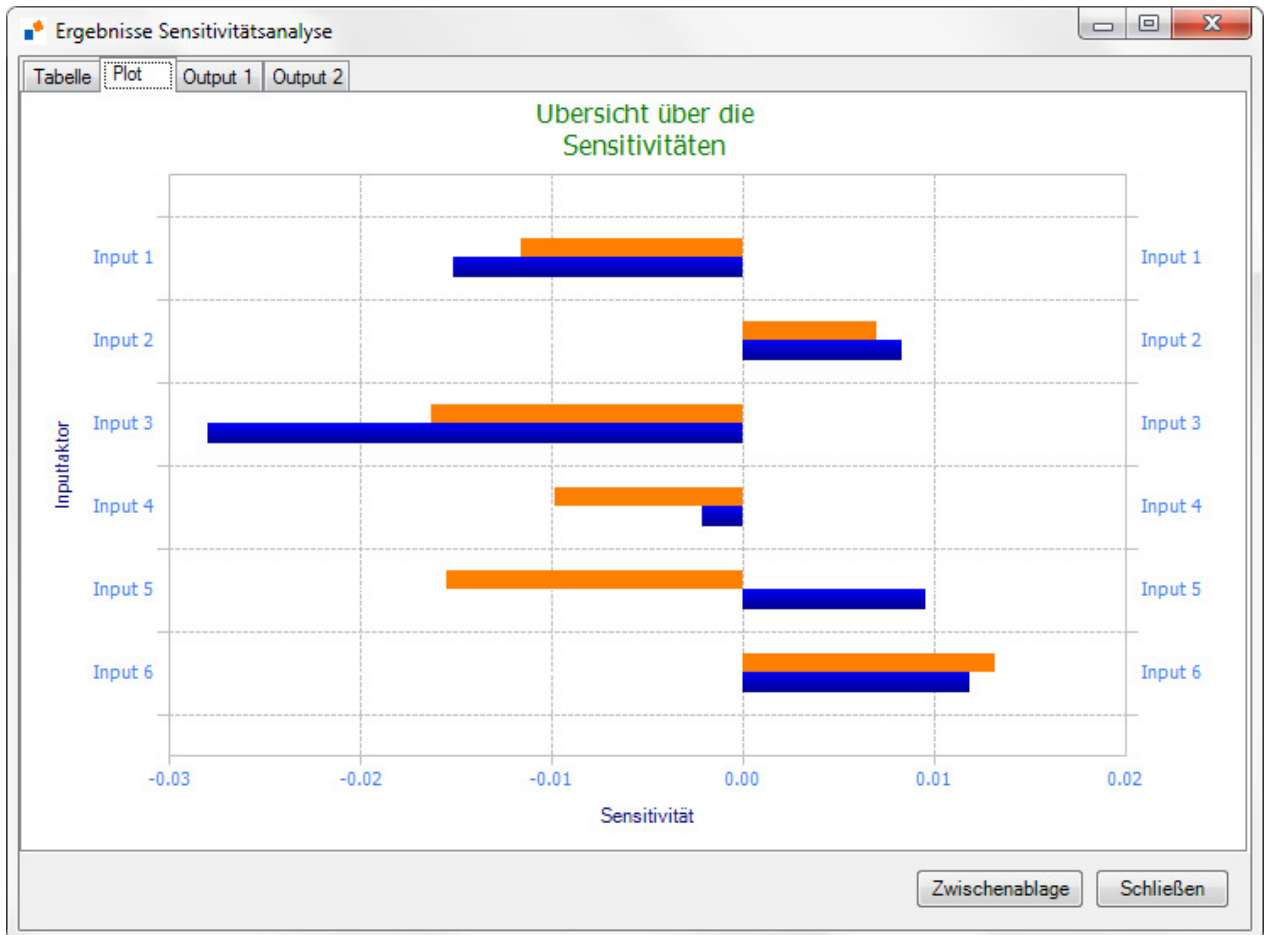 Ergebnisse Sensitivitätsanalyse
Tabelle Plot Output 1 Output 2
Übersicht über die
Sensitivitäten
Input 1 Input 1
Input 2 Input 2
Input 3 Input 3
Input 4 Input 4
Input 5 Input 5
Input 6 Input 6
Inputfaktor
-0.03 -0.02 -0.01 0.00 0.01 0.02
Sensitivität
Zwischenablage Schließen